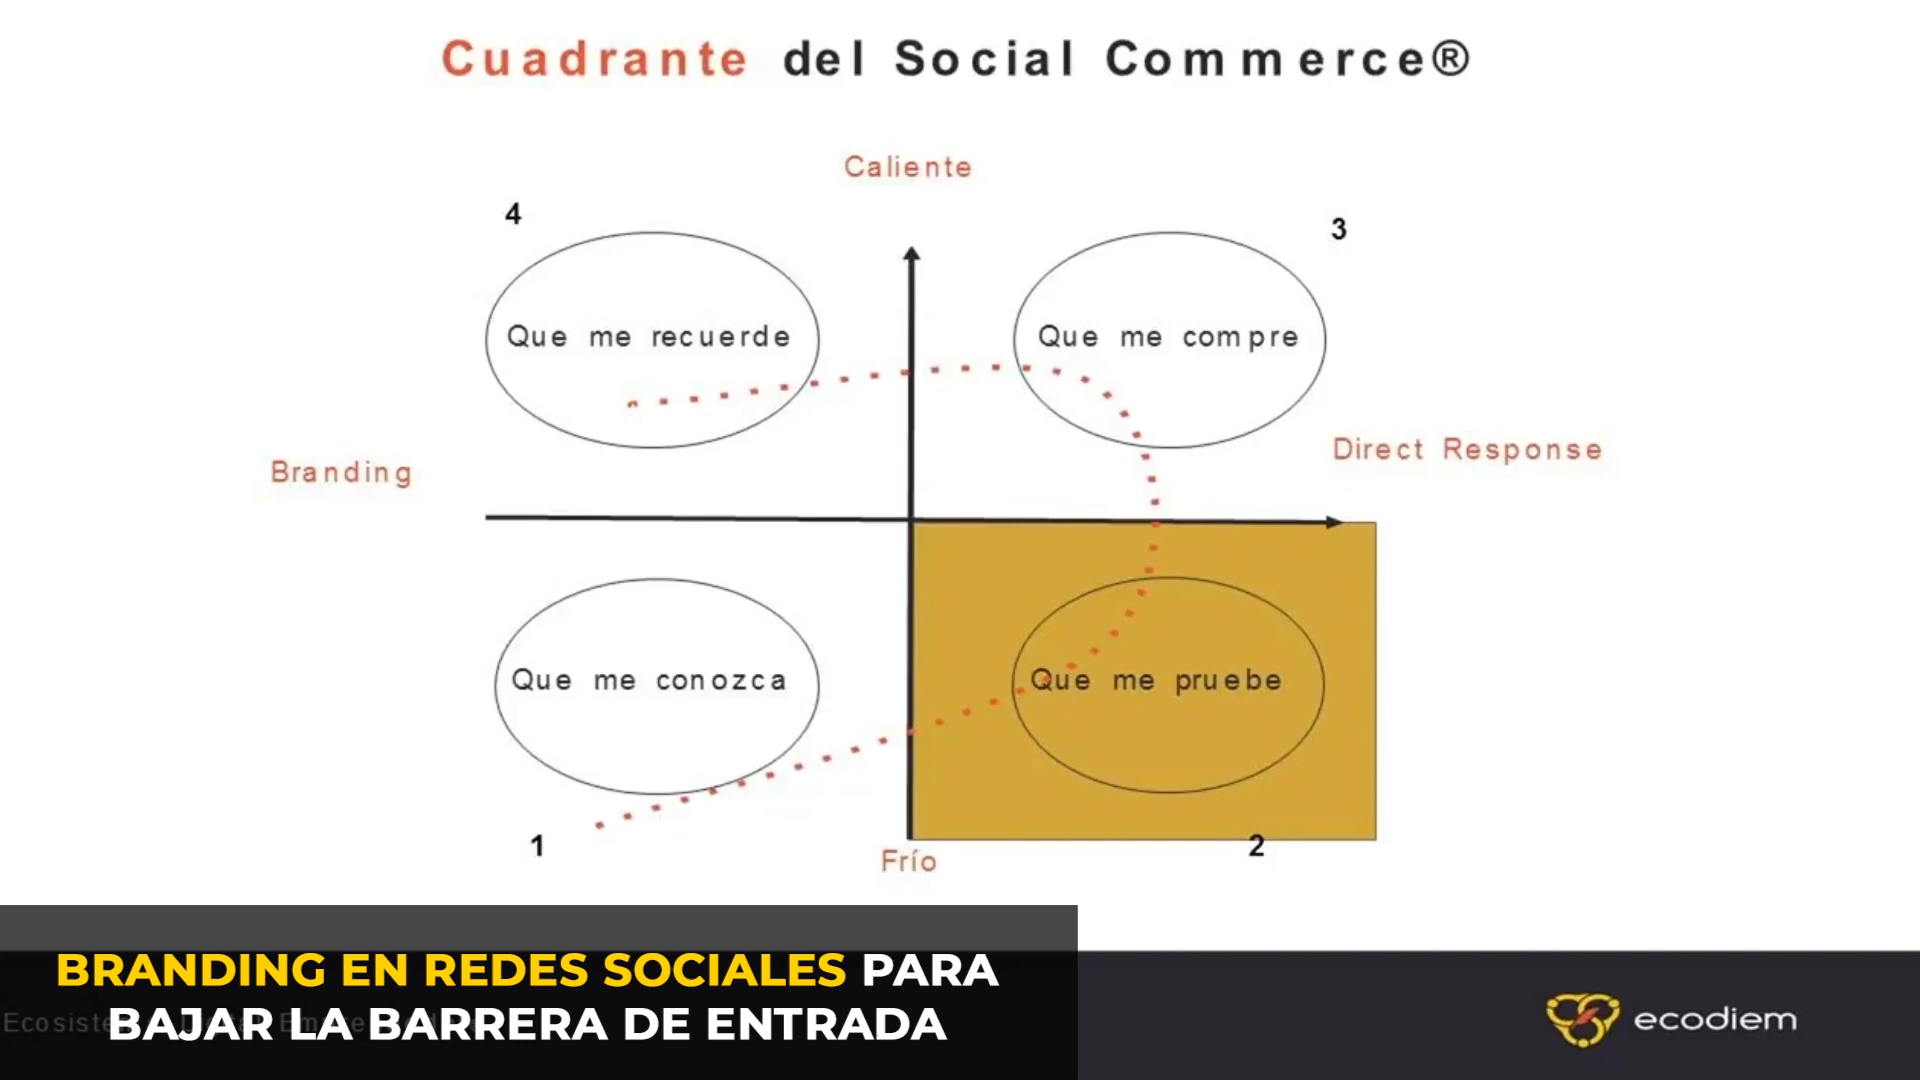 Cuadrante del Social Commerce®
Caliente
4
3
Que me recuerde
Que me compre
Branding
Direct Response
Que me conozca
Que me pruebe
1
2
Frío
BRANDING EN REDES SOCIALES PARA
BAJAR LA BARRERA DE ENTRADA
ecodiem